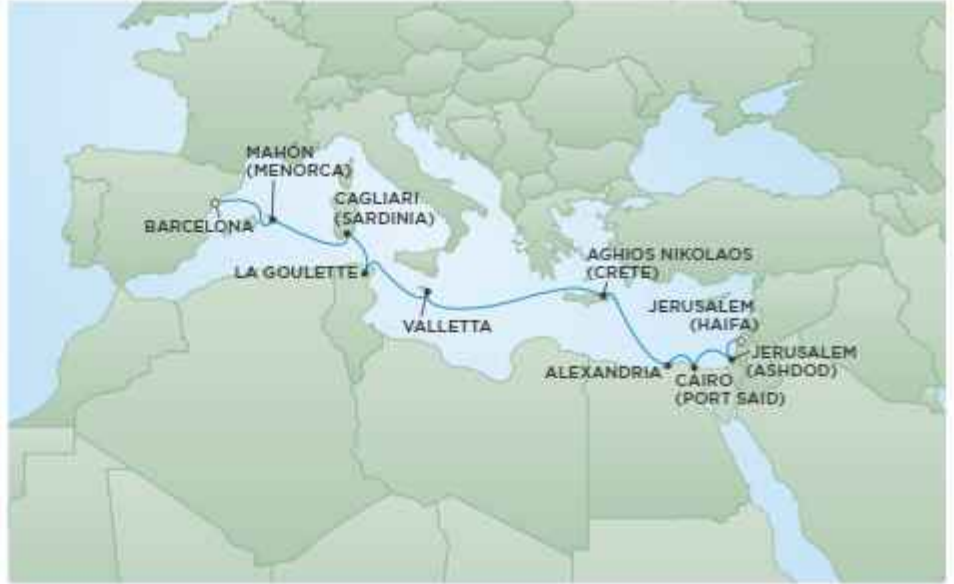 MAHÓN
(MENORCA)
BARCELONA
CAGLIARI
(SARDINIA)
LA GOULETTE
VALLETTA
AGHIOS NIKOLAOS
(CRETE)
JERUSALEM
(HAIFA)
JERUSALEM
(ASHDOD)
ALEXANDRIA
CAIRO
(PORT SAID)